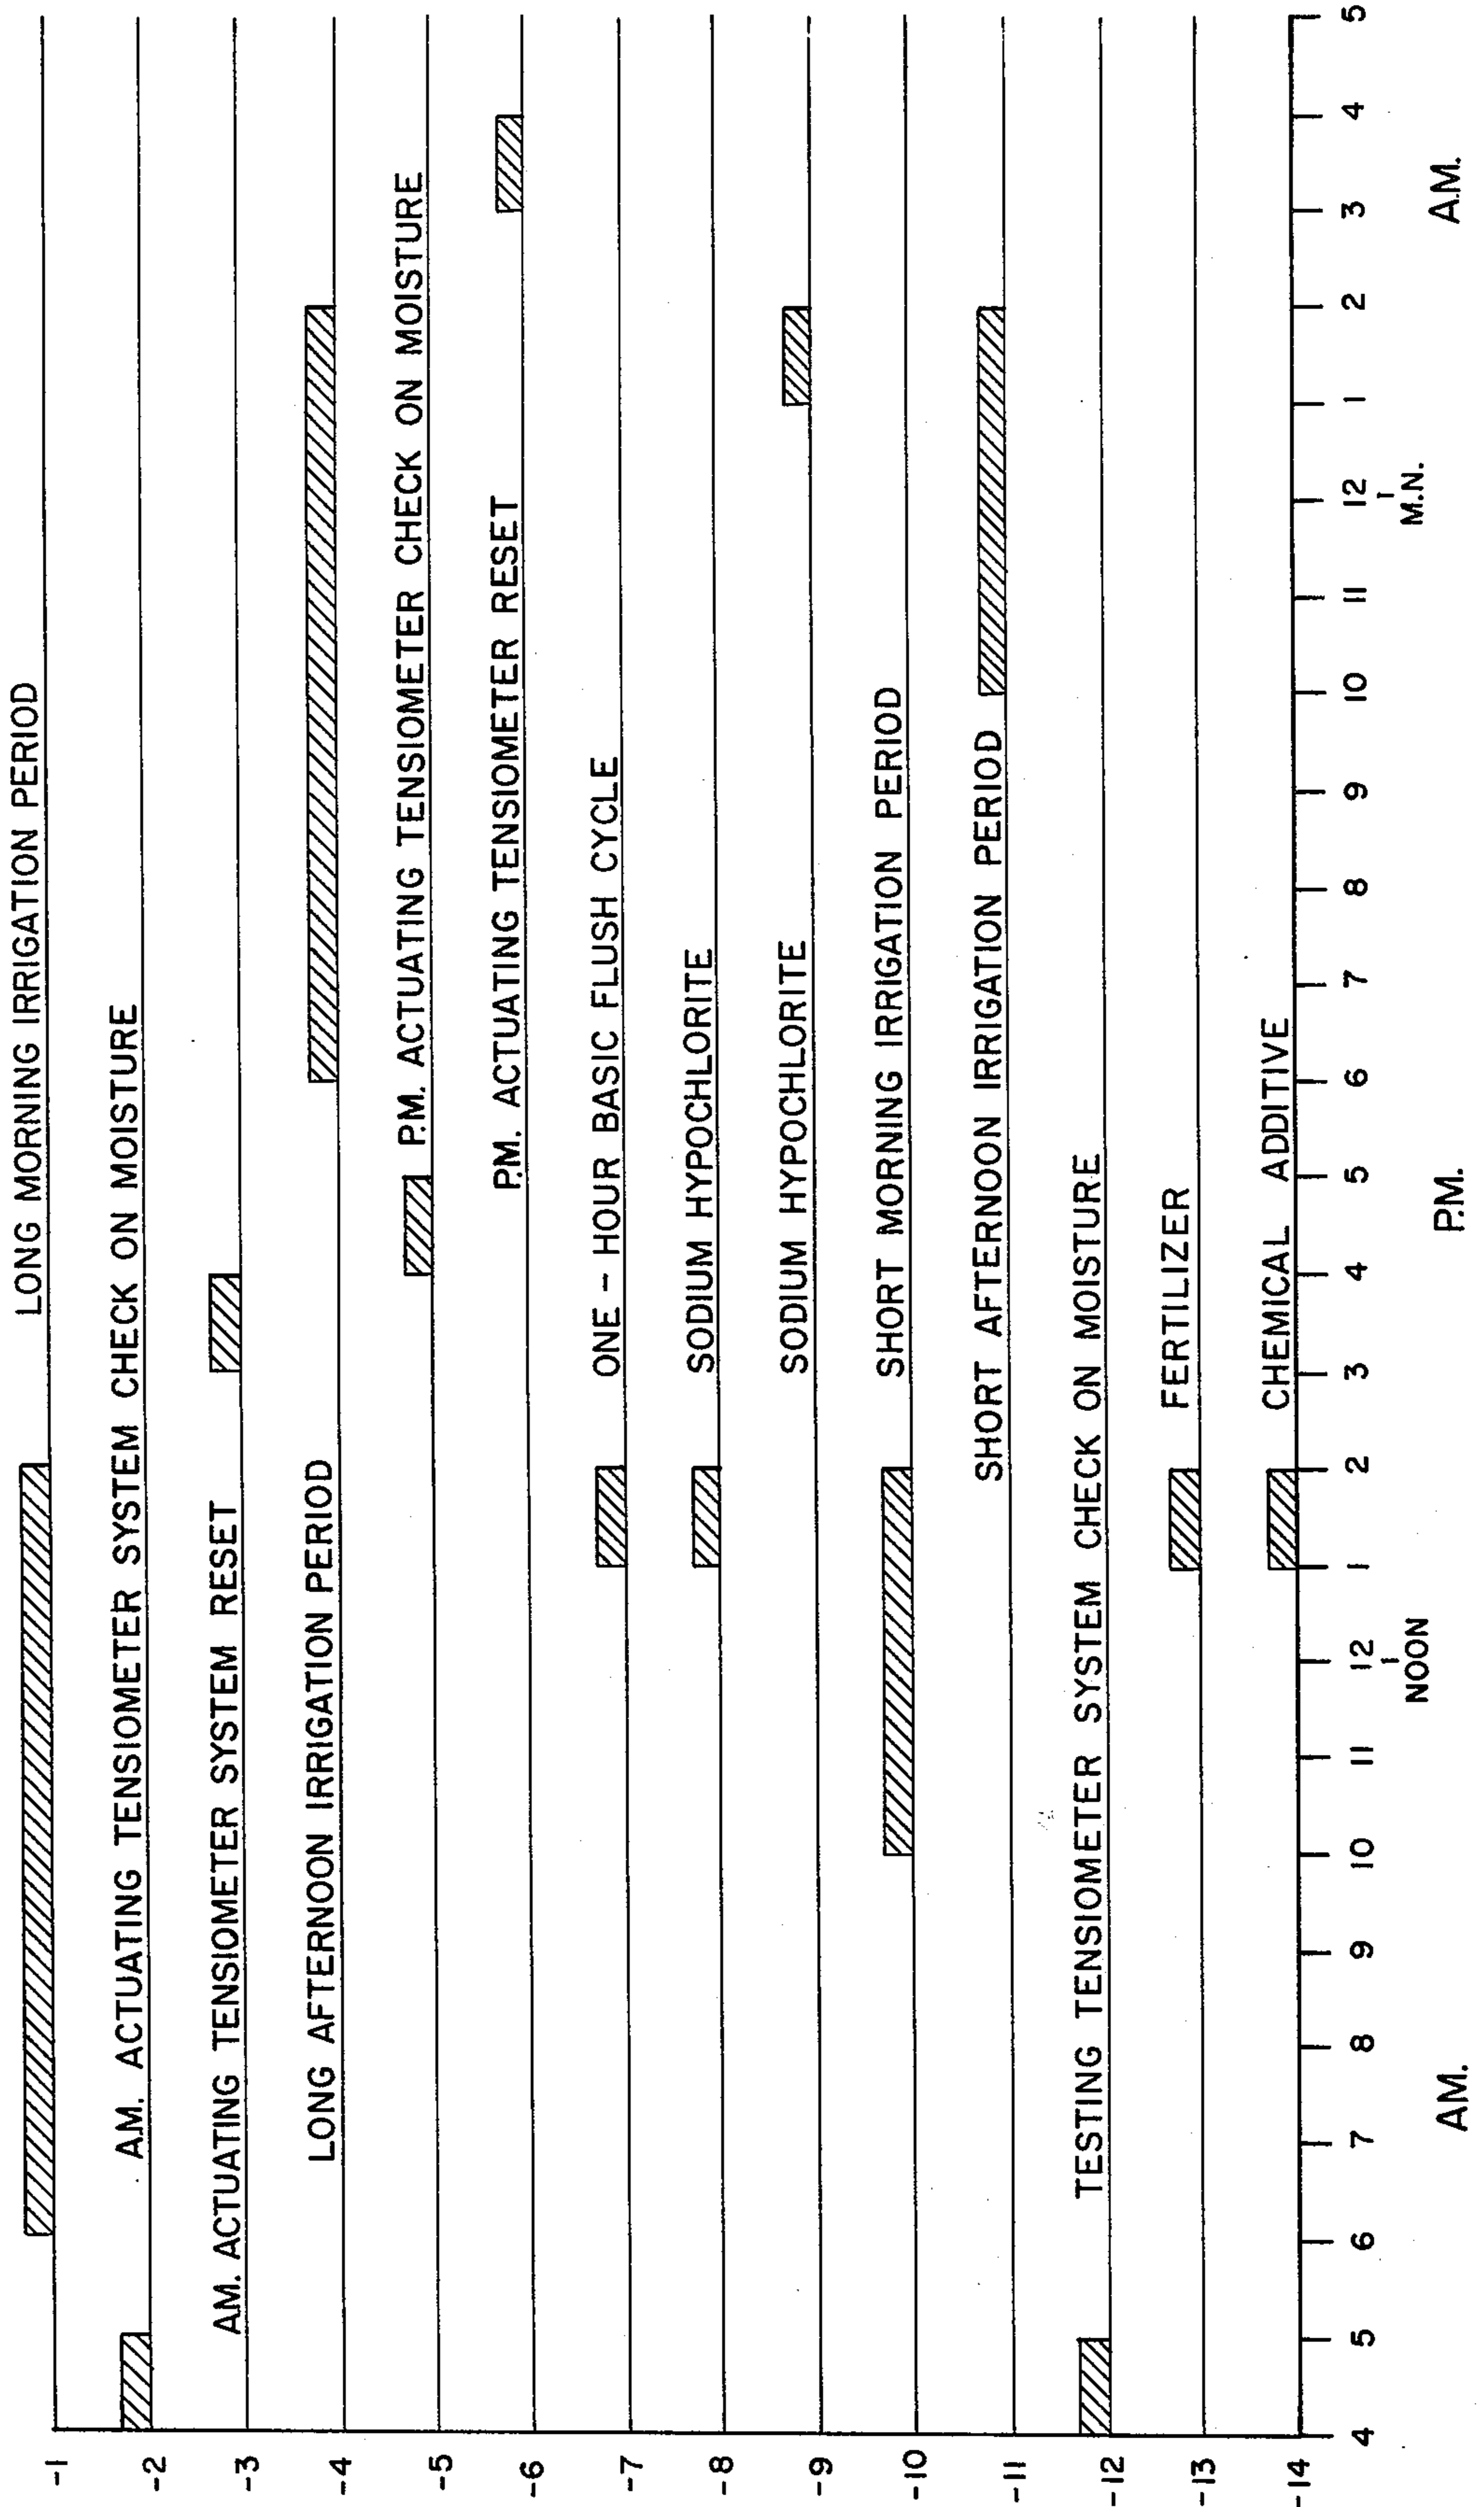 -1 LONG MORNING IRRIGATION PERIOD
-2 A.M. ACTUATING TENSIOMETER SYSTEM CHECK ON MOISTURE
-3 A.M. ACTUATING TENSIOMETER SYSTEM RESET
-4 LONG AFTERNOON IRRIGATION PERIOD
-5 P.M. ACTUATING TENSIOMETER CHECK ON MOISTURE
-6 P.M. ACTUATING TENSIOMETER RESET
-7 ONE-HOUR BASIC FLUSH CYCLE
-8 SODIUM HYPOCHLORITE
-9 SODIUM HYPOCHLORITE
-10 SHORT MORNING IRRIGATION PERIOD
-11 SHORT AFTERNOON IRRIGATION PERIOD
-12 TESTING TENSIOMETER SYSTEM CHECK ON MOISTURE
-13 FERTILIZER
-14 CHEMICAL ADDITIVE
4 5 6 7 8 9 10 11 12 1 2 3 4 5 6 7 8 9 10 11 12 1 2 3 4 5
NOON M.N.
A.M. P.M. A.M.